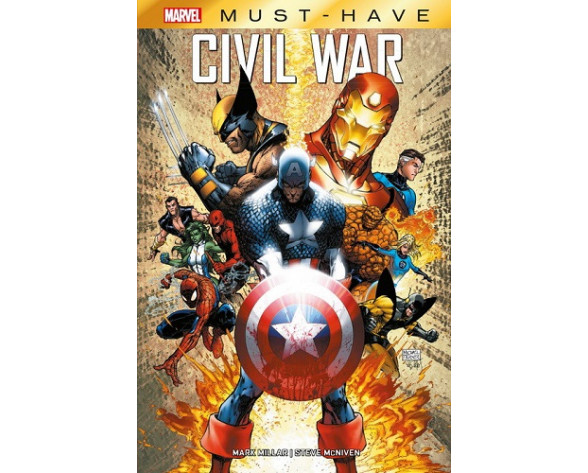 MARVEL MUST-HAVE
CIVIL WAR
MARK MILLAR | STEVE McNIVEN